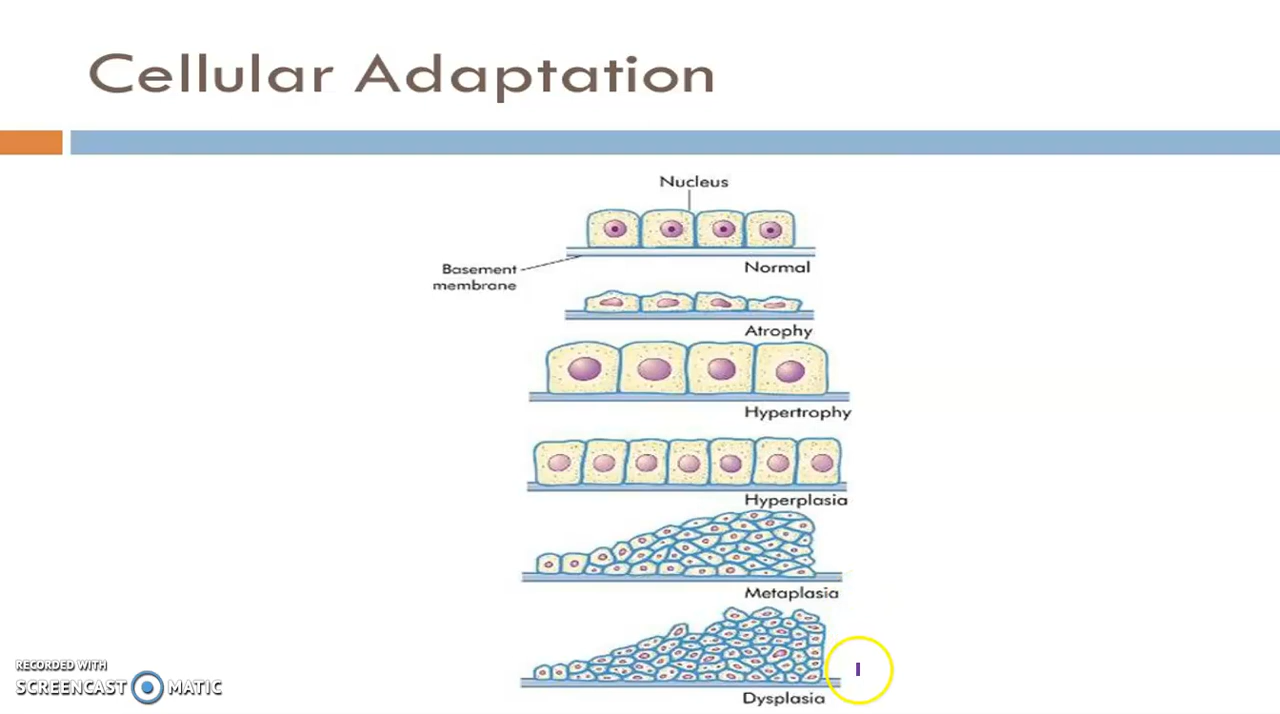 Cellular Adaptation
Nucleus
Basement
membrane
Normal
Atrophy
Hypertrophy
Hyperplasia
Metaplasia
Dysplasia
RECORDED WITH
SCREENCAST MATIC